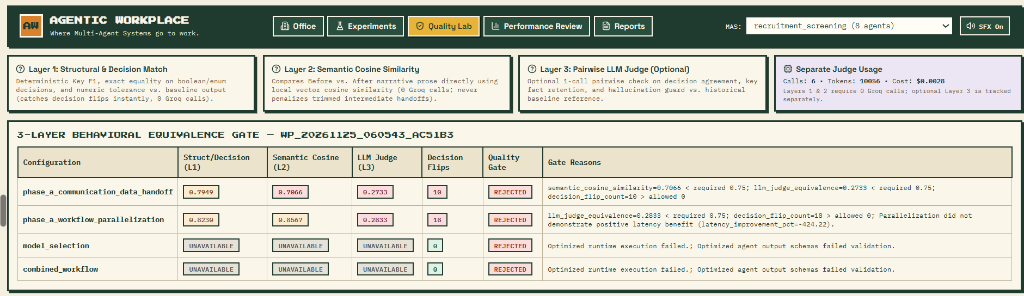 AW
AGENTIC WORKPLACE
Where Multi-Agent Systems go to work.
Office
Experiments
Quality Lab
Performance Review
Reports
MAS:
recruitment_screening (8 agents)
SFX On
Layer 1: Structural & Decision Match
Deterministic Key F1, exact equality on boolean/enum
decisions, and numeric tolerance vs. baseline output
(catches decision flips instantly, 0 Groq calls).
Layer 2: Semantic Cosine Similarity
Compares Before vs. After narrative prose directly using
local vector cosine similarity (0 Groq calls; never
penalizes trimmed intermediate handoffs).
Layer 3: Pairwise LLM Judge (Optional)
Optional 1-call pairwise check on decision agreement, key
fact retention, and hallucination guard vs. historical
baseline reference.
Separate Judge Usage
Calls: 6 • Tokens: 10056 • Cost: $0.0028
Layers 1 & 2 require 0 Groq calls; optional Layer 3 is tracked
separately.
3-LAYER BEHAVIORAL EQUIVALENCE GATE — WP_20261125_060543_AC51B3
Configuration
Struct/Decision
(L1)
Semantic Cosine
(L2)
LLM Judge
(L3)
Decision
Flips
Quality
Gate
Gate Reasons
phase_a_communication_data_handoff
0.7949
0.7066
0.2733
10
REJECTED
semantic_cosine_similarity=0.7066 < required 0.75; llm_judge_equivalence=0.2733 < required 0.75;
decision_flip_count=10 > allowed 0
phase_a_workflow_parallelization
0.8239
0.8567
0.2833
18
REJECTED
llm_judge_equivalence=0.2833 < required 0.75; decision_flip_count=18 > allowed 0; Parallelization did not
demonstrate positive latency benefit (latency_improvement_pct=-424.22).
model_selection
UNAVAILABLE
UNAVAILABLE
UNAVAILABLE
0
REJECTED
Optimized runtime execution failed.; Optimized agent output schemas failed validation.
combined_workflow
UNAVAILABLE
UNAVAILABLE
UNAVAILABLE
0
REJECTED
Optimized runtime execution failed.; Optimized agent output schemas failed validation.